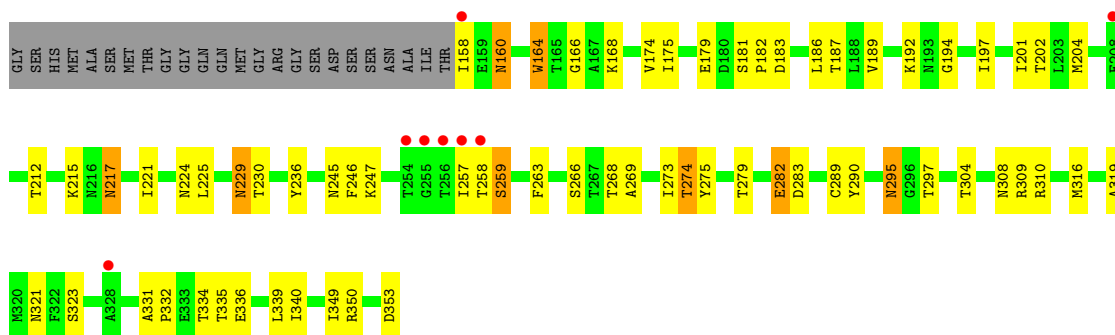 GLY SER HIS MET ALA SER MET THR GLY GLY GLN GLN MET GLY ARG GLY SER ASP SER SER ASN ALA ILE THR I158 E159 N160 W164 T165 G166 A167 K168 V174 I175 E179 D180 S181 P182 D183 L186 T187 L188 V189 K192 N193 G194 I197 I201 T202 L203 M204 E208
T212 K215 N216 N217 I221 N224 L225 N229 T230 Y236 N245 F246 K247 T254 G255 T256 I257 T258 S259 F263 S266 T267 T268 A269 I273 T274 Y275 T279 E282 D283 C289 Y290 N295 G296 T297 T304 N308 R309 R310 M316 A319
M320 N321 F322 S323 A328 A331 P332 E333 T334 T335 E336 L339 I340 I349 R350 D353